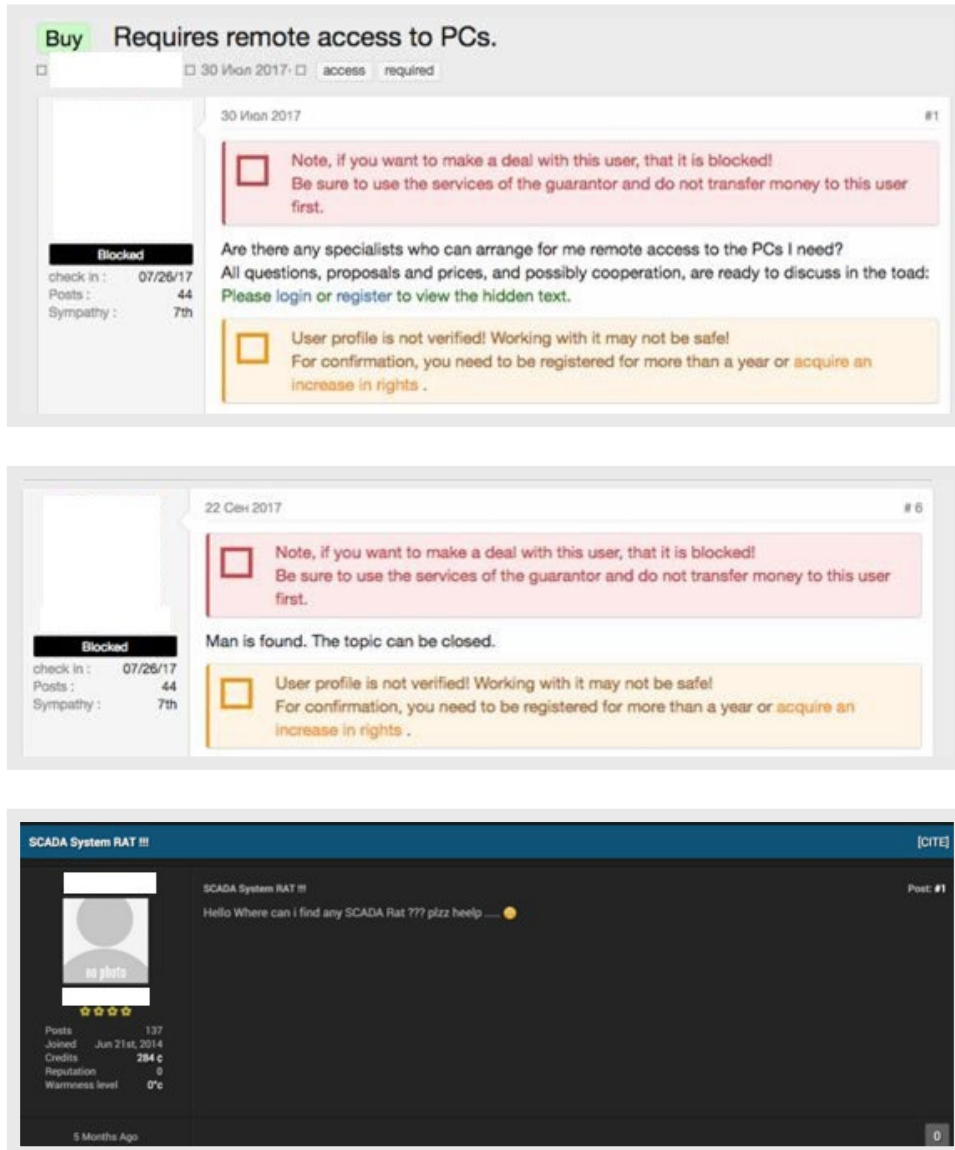 Buy Requires remote access to PCs.
30 Июл 2017· access required
30 Июл 2017 #1
Note, if you want to make a deal with this user, that it is blocked!
Be sure to use the services of the guarantor and do not transfer money to this user
first.
Blocked
check in : 07/26/17
Posts : 44
Sympathy : 7th
Are there any specialists who can arrange for me remote access to the PCs I need?
All questions, proposals and prices, and possibly cooperation, are ready to discuss in the toad:
Please login or register to view the hidden text.
User profile is not verified! Working with it may not be safe!
For confirmation, you need to be registered for more than a year or acquire an
increase in rights .
22 Сен 2017 # 6
Note, if you want to make a deal with this user, that it is blocked!
Be sure to use the services of the guarantor and do not transfer money to this user
first.
Blocked
check in : 07/26/17
Posts : 44
Sympathy : 7th
Man is found. The topic can be closed.
User profile is not verified! Working with it may not be safe!
For confirmation, you need to be registered for more than a year or acquire an
increase in rights .
SCADA System RAT !!! [CITE]
SCADA System RAT !!! Post: #1
Hello Where can i find any SCADA Rat ??? plzz heelp .....
no photo
Posts 137
Joined Jun 21st, 2014
Credits 284 c
Reputation 0
Warmness level 0°c
5 Months Ago 0